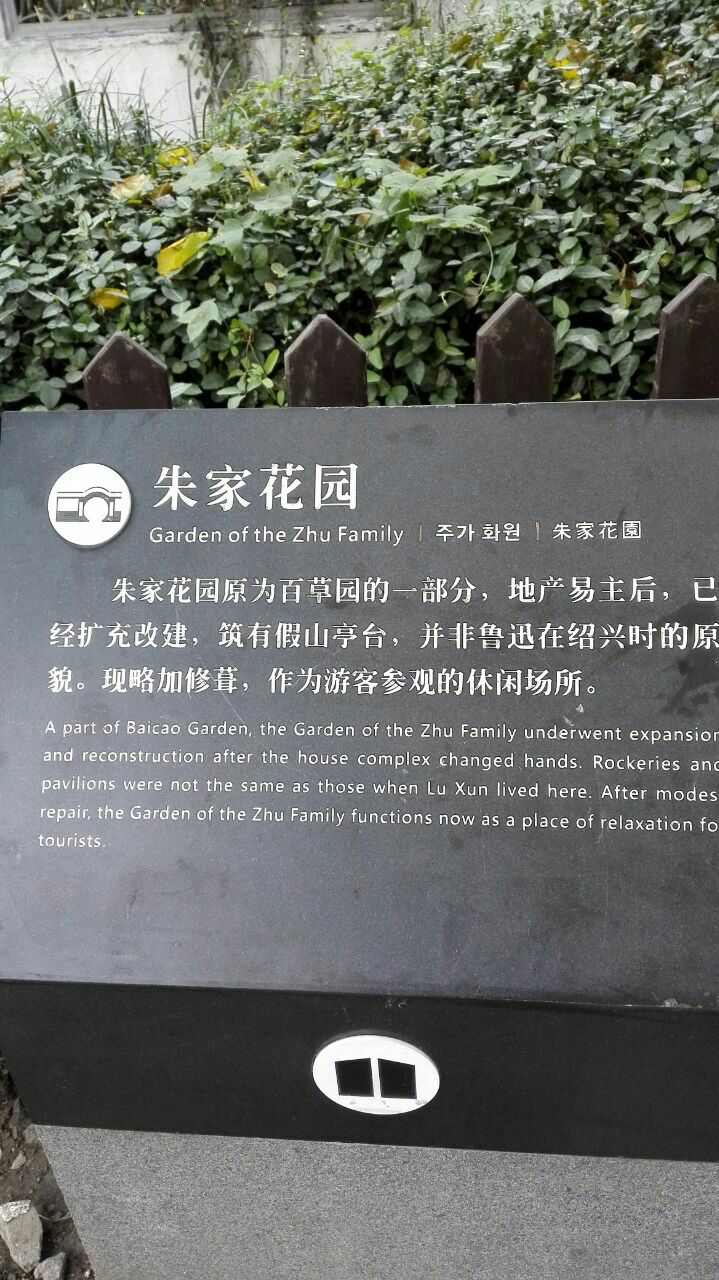 朱家花园
Garden of the Zhu Family | 주가 화원 | 朱家花園
朱家花园原为百草园的一部分，地产易主后，已
经扩充改建，筑有假山亭台，并非鲁迅在绍兴时的原
貌。现略加修葺，作为游客参观的休闲场所。
A part of Baicao Garden, the Garden of the Zhu Family underwent expansion
and reconstruction after the house complex changed hands. Rockeries and
pavilions were not the same as those when Lu Xun lived here. After modes
repair, the Garden of the Zhu Family functions now as a place of relaxation fo
tourists.